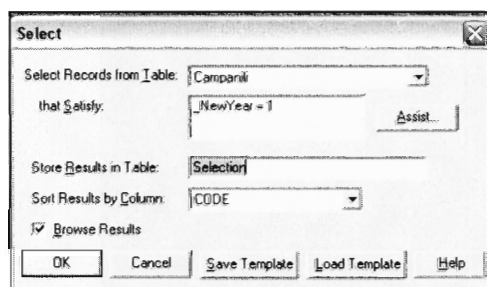 Select
Select Records from Table: Campanili
that Satisfy: _NewYear = 1
Assist...
Store Results in Table: Selection
Sort Results by Column: CODE
Browse Results
OK Cancel Save Template Load Template Help